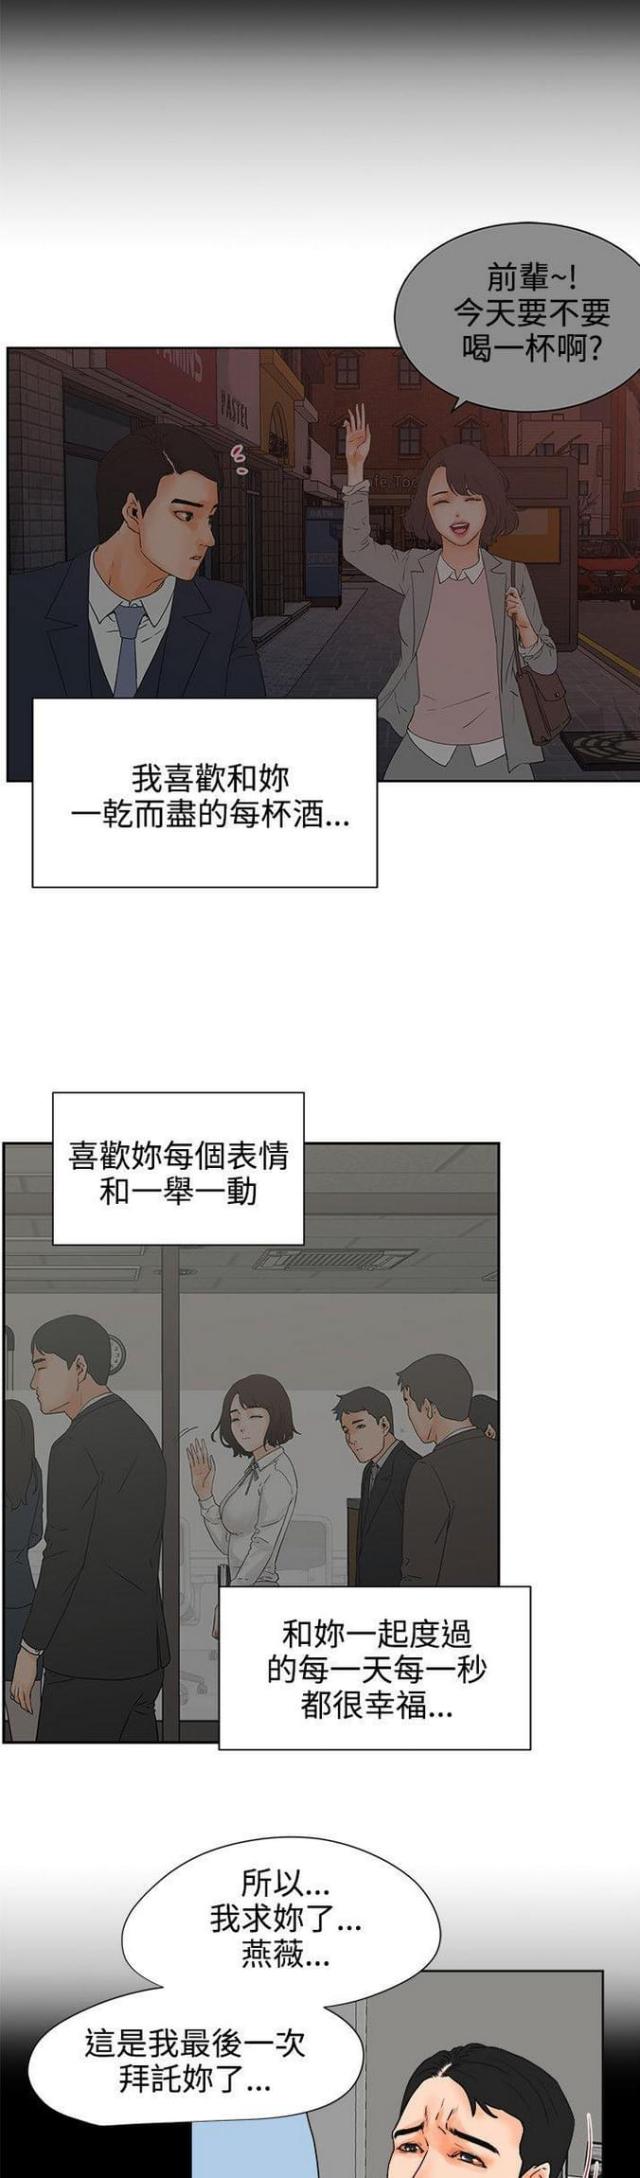 前輩~!
今天要不要
喝一杯啊?
PASTEL
我喜歡和妳
一乾而盡的每杯酒...
喜歡妳每個表情
和一舉一動
和妳一起度過
的每一天每一秒
都很幸福...
所以...
我求妳了...
燕薇...
這是我最後一次
拜託妳了...